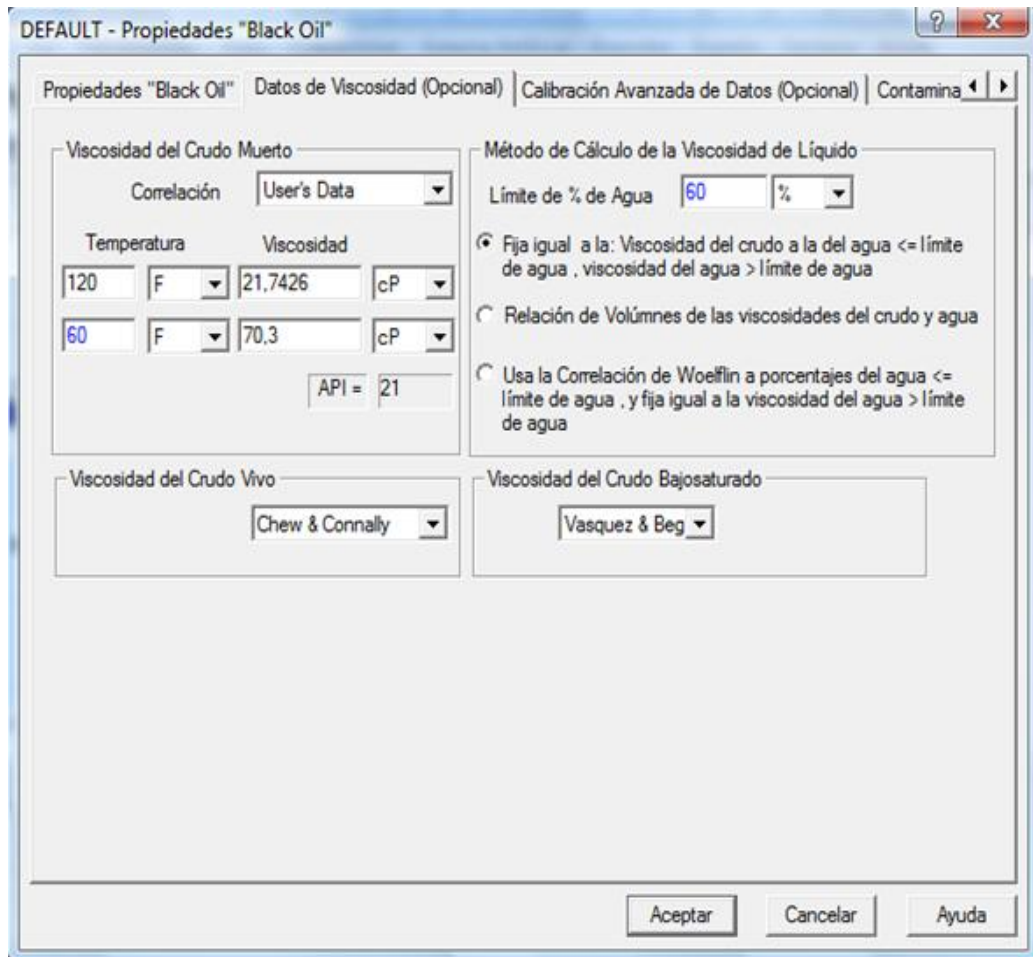 DEFAULT - Propiedades "Black Oil"
Propiedades "Black Oil" Datos de Viscosidad (Opcional) Calibración Avanzada de Datos (Opcional) Contamina
Viscosidad del Crudo Muerto
Correlación User's Data
Temperatura Viscosidad
120 F 21,7426 cP
60 F 70,3 cP
API = 21
Método de Cálculo de la Viscosidad de Líquido
Límite de % de Agua 60 %
Fija igual a la: Viscosidad del crudo a la del agua <= límite
de agua , viscosidad del agua > límite de agua
Relación de Volúmnes de las viscosidades del crudo y agua
Usa la Correlación de Woelflin a porcentajes del agua <=
límite de agua , y fija igual a la viscosidad del agua > límite
de agua
Viscosidad del Crudo Vivo
Chew & Connally
Viscosidad del Crudo Bajosaturado
Vasquez & Beg
Aceptar Cancelar Ayuda